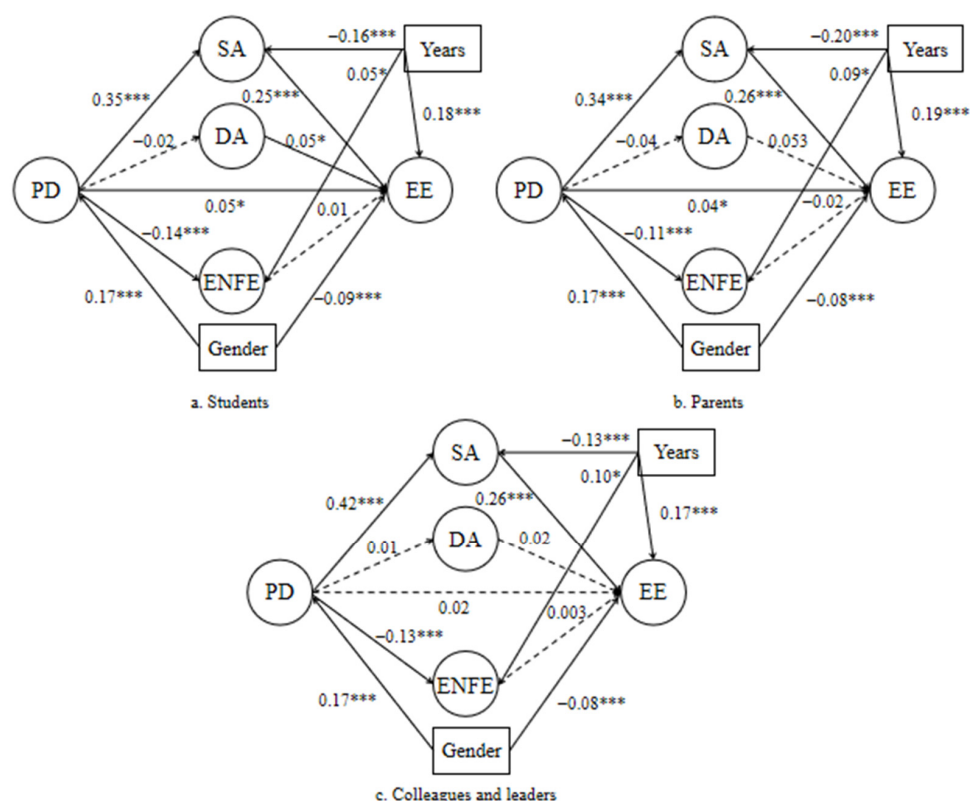 SA
−0.16***
Years
0.05*
0.35***
0.25***
0.18***
DA
−0.02
0.05*
PD
EE
0.05*
0.01
−0.14***
ENFE
0.17***
−0.09***
Gender
a. Students
SA
−0.20***
Years
0.09*
0.34***
0.26***
0.19***
DA
−0.04
0.053
PD
EE
0.04*
−0.02
−0.11***
ENFE
0.17***
−0.08***
Gender
b. Parents
SA
−0.13***
Years
0.10*
0.42***
0.26***
0.17***
DA
0.01
0.02
PD
EE
0.02
0.003
−0.13***
ENFE
0.17***
−0.08***
Gender
c. Colleagues and leaders